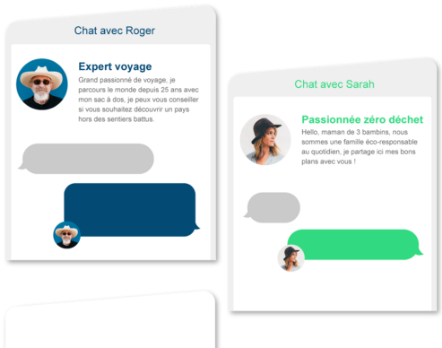 Chat avec Roger
Expert voyage
Grand passionné de voyage, je
parcours le monde depuis 25 ans avec
mon sac à dos, je peux vous conseiller
si vous souhaitez découvrir un pays
hors des sentiers battus.
Chat avec Sarah
Passionnée zéro déchet
Hello, maman de 3 bambins, nous
sommes une famille éco-responsable
au quotidien, je partage ici mes bons
plans avec vous !